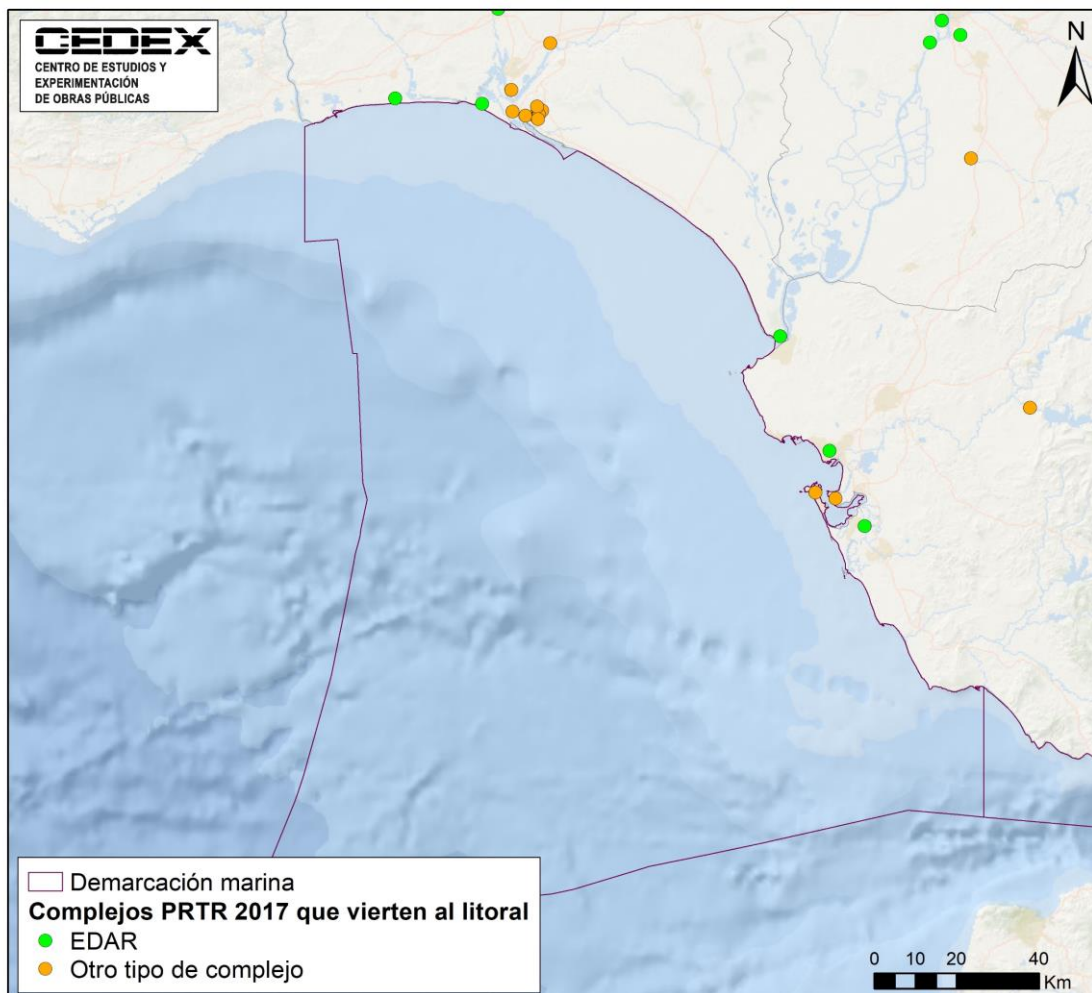 CEDEX
CENTRO DE ESTUDIOS Y
EXPERIMENTACIÓN
DE OBRAS PÚBLICAS
N
Demarcación marina
Complejos PRTR 2017 que vierten al litoral
EDAR
Otro tipo de complejo
0 10 20 40
Km